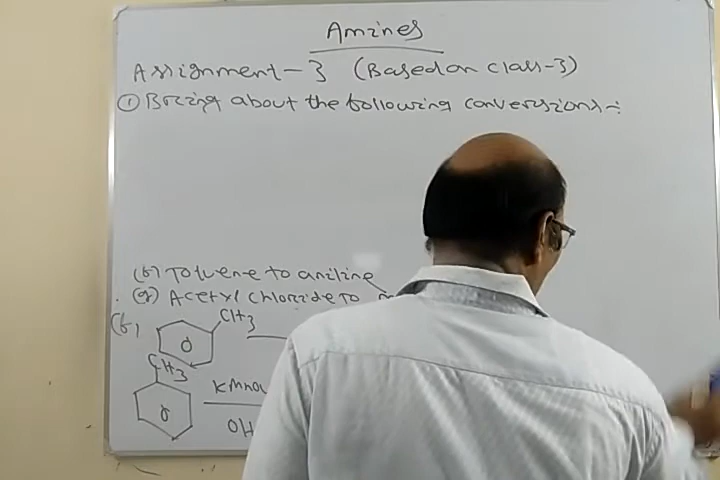 Amines
Assignment-3 (Based on class-3)
① Bring about the following conversions:-
(f) Toluene to aniline
(g) Acetyl chloride to
(f) CH3
CH3
KMnO4
OH